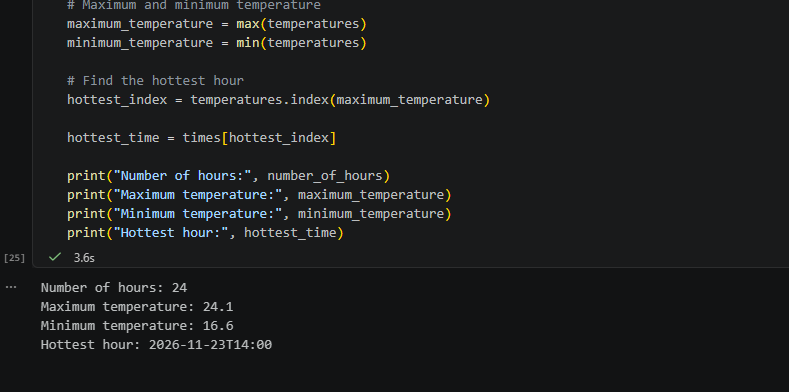 # Maximum and minimum temperature
maximum_temperature = max(temperatures)
minimum_temperature = min(temperatures)
# Find the hottest hour
hottest_index = temperatures.index(maximum_temperature)
hottest_time = times[hottest_index]
print("Number of hours:", number_of_hours)
print("Maximum temperature:", maximum_temperature)
print("Minimum temperature:", minimum_temperature)
print("Hottest hour:", hottest_time)
[25] ✓ 3.6s
... Number of hours: 24
Maximum temperature: 24.1
Minimum temperature: 16.6
Hottest hour: 2026-11-23T14:00